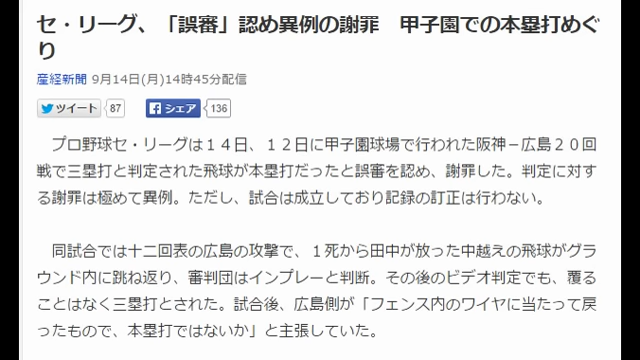 セ・リーグ、「誤審」認め異例の謝罪　甲子園での本塁打めぐ
り
産経新聞 9月14日(月)14時45分配信
ツイート 87 シェア 136
プロ野球セ・リーグは１４日、１２日に甲子園球場で行われた阪神－広島２０回
戦で三塁打と判定された飛球が本塁打だったと誤審を認め、謝罪した。判定に対す
る謝罪は極めて異例。ただし、試合は成立しており記録の訂正は行わない。
同試合では十二回表の広島の攻撃で、１死から田中が放った中越えの飛球がグラ
ウンド内に跳ね返り、審判団はインプレーと判断。その後のビデオ判定でも、覆る
ことはなく三塁打とされた。試合後、広島側が「フェンス内のワイヤに当たって戻
ったもので、本塁打ではないか」と主張していた。